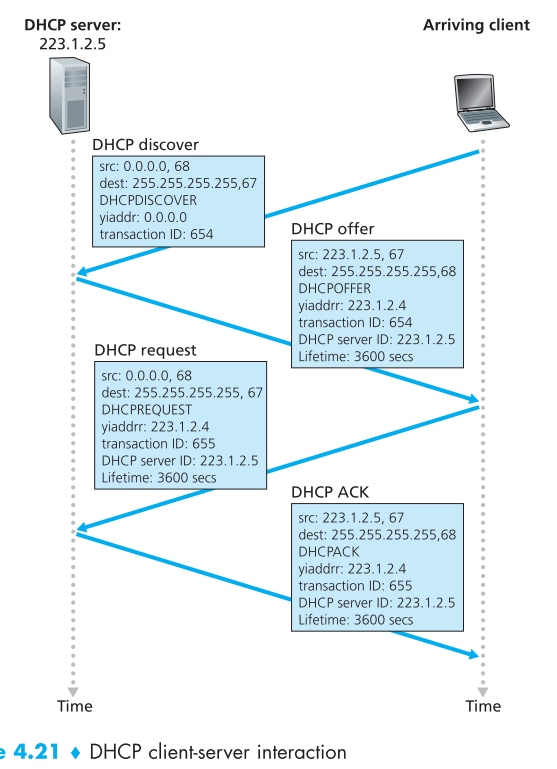 DHCP server:
223.1.2.5
Arriving client
DHCP discover
src: 0.0.0.0, 68
dest: 255.255.255.255,67
DHCPDISCOVER
yiaddr: 0.0.0.0
transaction ID: 654
DHCP offer
src: 223.1.2.5, 67
dest: 255.255.255.255,68
DHCPOFFER
yiaddrr: 223.1.2.4
transaction ID: 654
DHCP server ID: 223.1.2.5
Lifetime: 3600 secs
DHCP request
src: 0.0.0.0, 68
dest: 255.255.255.255, 67
DHCPREQUEST
yiaddrr: 223.1.2.4
transaction ID: 655
DHCP server ID: 223.1.2.5
Lifetime: 3600 secs
DHCP ACK
src: 223.1.2.5, 67
dest: 255.255.255.255,68
DHCPACK
yiaddrr: 223.1.2.4
transaction ID: 655
DHCP server ID: 223.1.2.5
Lifetime: 3600 secs
Time
Time
e 4.21 ♦ DHCP client-server interaction